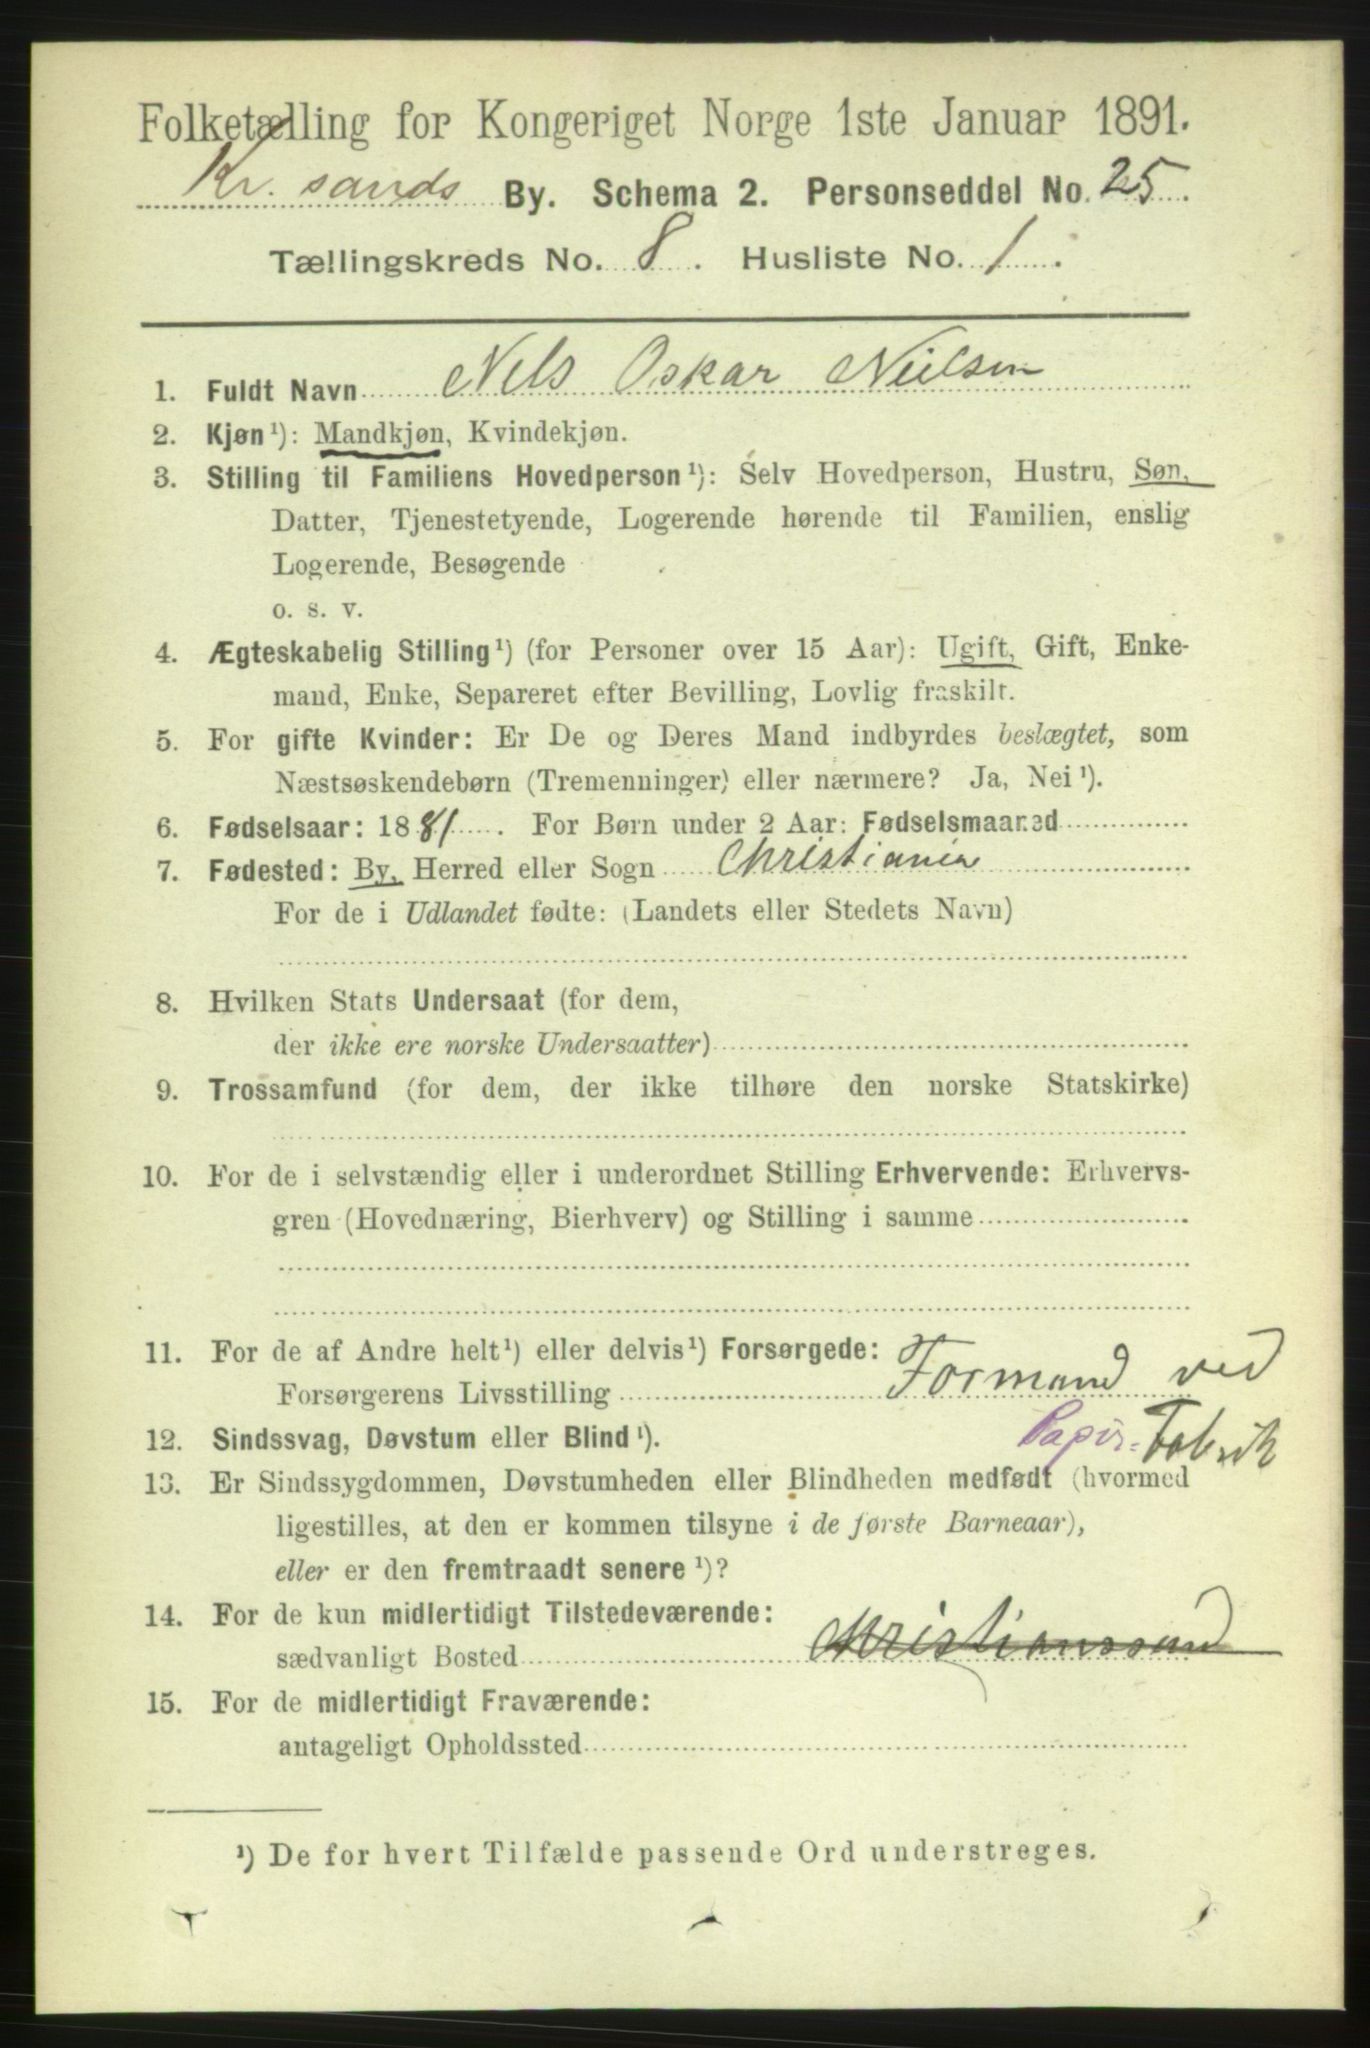 Folketælling for Kongeriget Norge 1ste Januar 1891.
Kr.sands By. Schema 2. Personseddel No. 25.
Tællingskreds No. 8. Husliste No. 1.
1. Fuldt Navn Nels Oskar Neilsen
2. Kjøn¹): Mandkjøn, Kvindekjøn.
3. Stilling til Familiens Hovedperson¹): Selv Hovedperson, Hustru, Søn,
Datter, Tjenestetyende, Logerende hørende til Familien, enslig
Logerende, Besøgende
o. s. v.
4. Ægteskabelig Stilling¹) (for Personer over 15 Aar): Ugift, Gift, Enke-
mand, Enke, Separeret efter Bevilling, Lovlig fraskilt.
5. For gifte Kvinder: Er De og Deres Mand indbyrdes beslægtet, som
Næstsøskendebørn (Tremenninger) eller nærmere? Ja, Nei¹).
6. Fødselsaar: 1881. For Børn under 2 Aar: Fødselsmaaned
7. Fødested: By, Herred eller Sogn Christiania
For de i Udlandet fødte: (Landets eller Stedets Navn)
8. Hvilken Stats Undersaat (for dem,
der ikke ere norske Undersaatter)
9. Trossamfund (for dem, der ikke tilhøre den norske Statskirke)
10. For de i selvstændig eller i underordnet Stilling Erhvervende: Erhvervs-
gren (Hovednæring, Bierhverv) og Stilling i samme
11. For de af Andre helt¹) eller delvis¹) Forsørgede:
Forsørgerens Livsstilling Formand ved
Papir-Fabrik
12. Sindssvag, Døvstum eller Blind¹).
13. Er Sindssygdommen, Døvstumheden eller Blindheden medfødt (hvormed
ligestilles, at den er kommen tilsyne i de første Barneaar),
eller er den fremtraadt senere¹)?
14. For de kun midlertidigt Tilstedeværende:
sædvanligt Bosted Christianssand
15. For de midlertidigt Fraværende:
antageligt Opholdssted
¹) De for hvert Tilfælde passende Ord understreges.